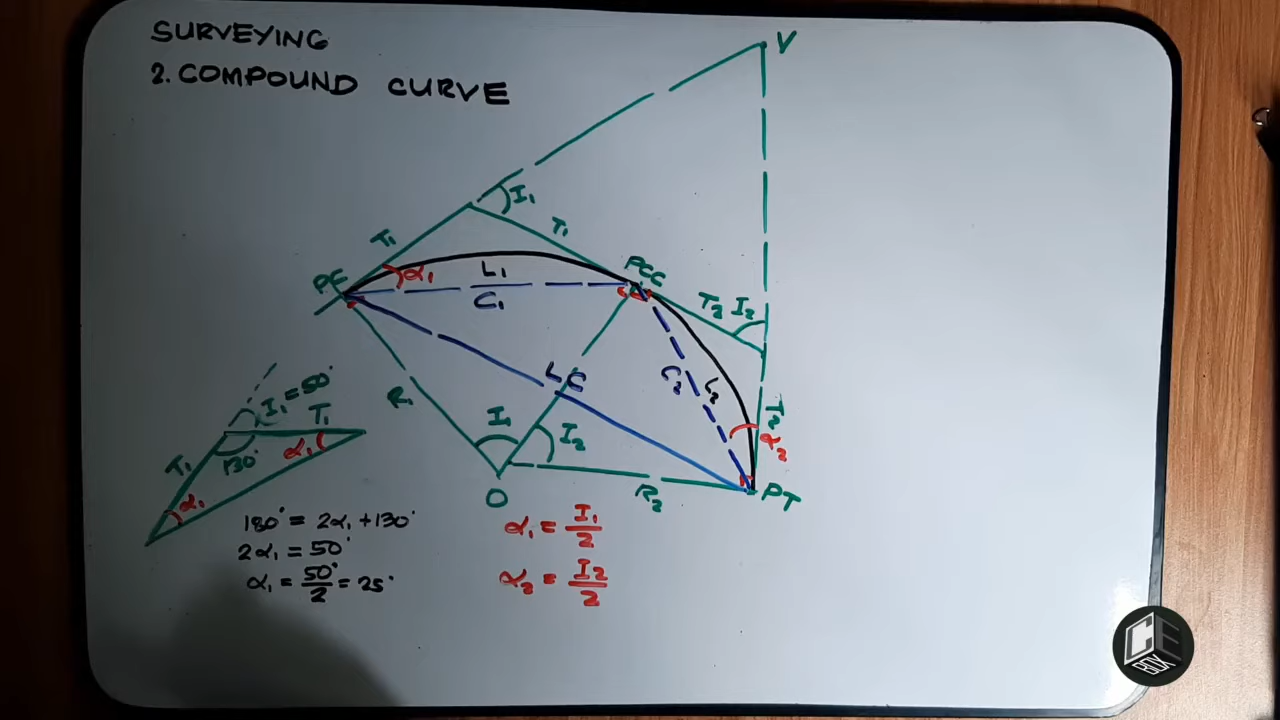 SURVEYING
2. COMPOUND CURVE
V
I₁
T₁
T₁
PCC
PC
α₁
L₁
C₁
T₂
I₂
LC
C₂
L₂
T₂
α₂
R₁
I₁
I₂
O
R₂
PT
I₁=50°
T₁
T₁
130°
α₁
α₁
180°= 2α₁+130°
2α₁ = 50°
α₁ = 50°/2 = 25°
α₁ = I₁/2
α₂ = I2/2
CE
BOX